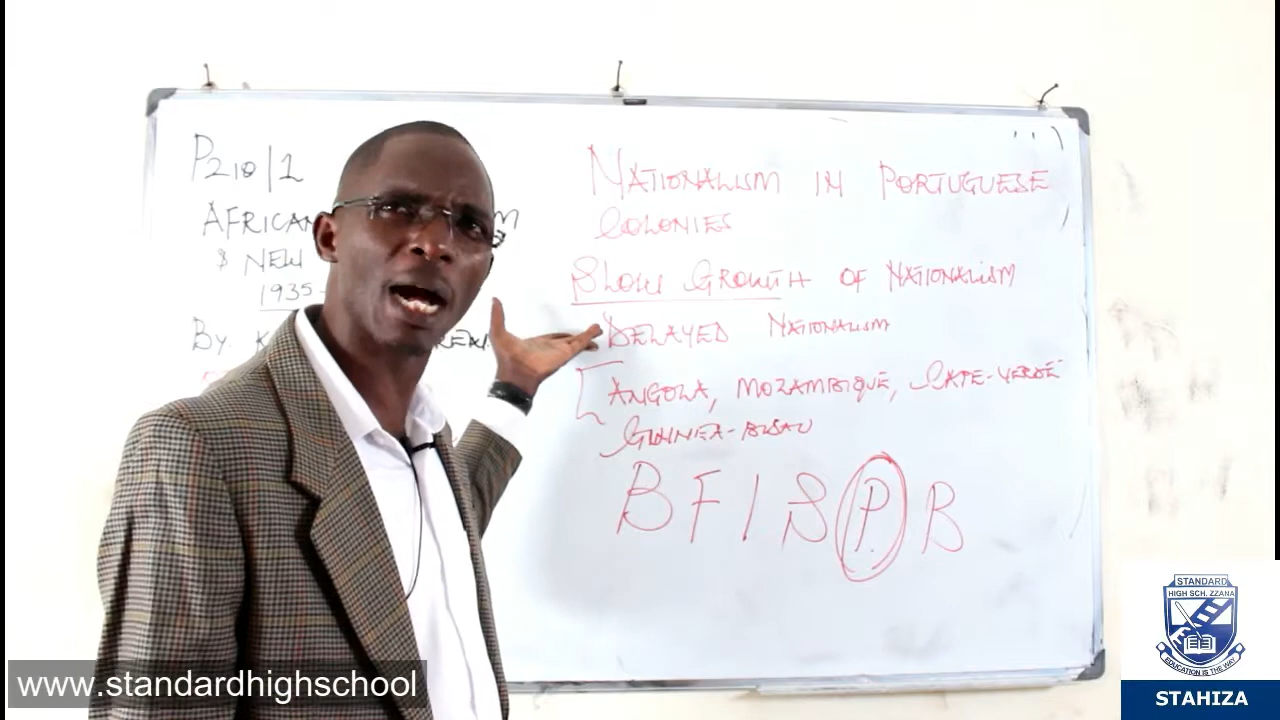 P210/1
AFRICAN
& NEW
1935-
By. K
NATIONALISM IN PORTUGUESE
COLONIES
SLOW GROWTH OF NATIONALISM
DELAYED NATIONALISM
[ANGOLA, MOZAMBIQUE, CAPE-VERDE
GUINEA-BISAU
B F I S P. B
www.standardhighschool
STANDARD
HIGH SCH. ZZANA
EDUCATION IS THE WAY
STAHIZA